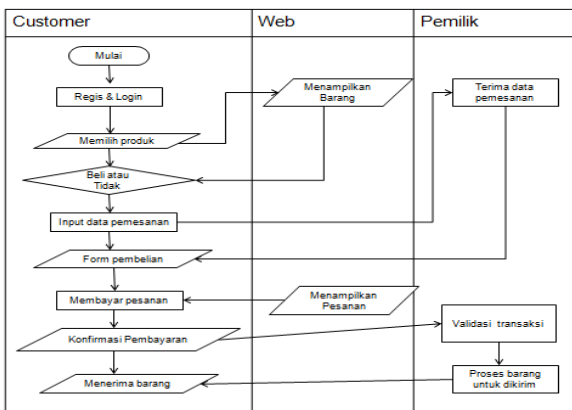 Customer
Web
Pemilik
Mulai
Regis & Login
Menampilkan
Barang
Terima data
pemesanan
Memilih produk
Beli atau
Tidak
Input data pemesanan
Form pembelian
Membayar pesanan
Menampilkan
Pesanan
Konfirmasi Pembayaran
Validasi transaksi
Menerima barang
Proses barang
untuk dikirim